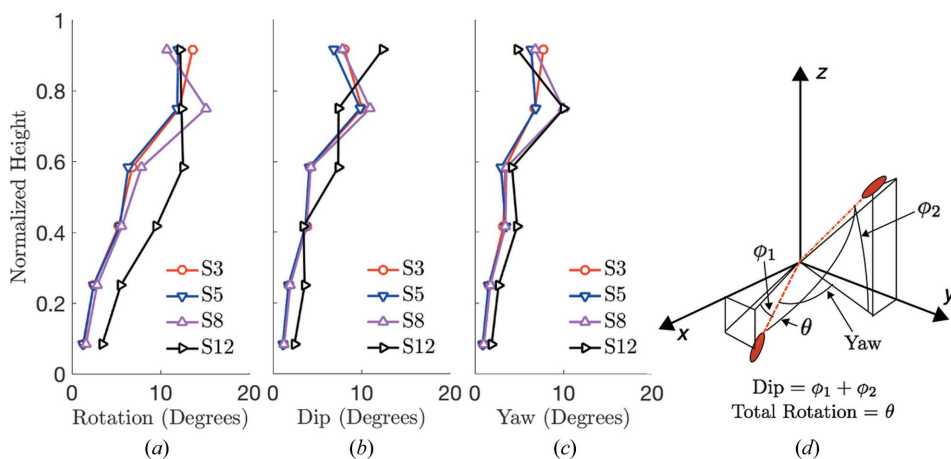 1
0.8
0.6
0.4
0.2
0
Normalized Height
S3
S5
S8
S12
0 10 20
Rotation (Degrees)
(a)
S3
S5
S8
S12
0 10 20
Dip (Degrees)
(b)
S3
S5
S8
S12
0 10 20
Yaw (Degrees)
(c)
z
ϕ2
ϕ1
y
x
θ
Yaw
Dip = ϕ1 + ϕ2
Total Rotation = θ
(d)